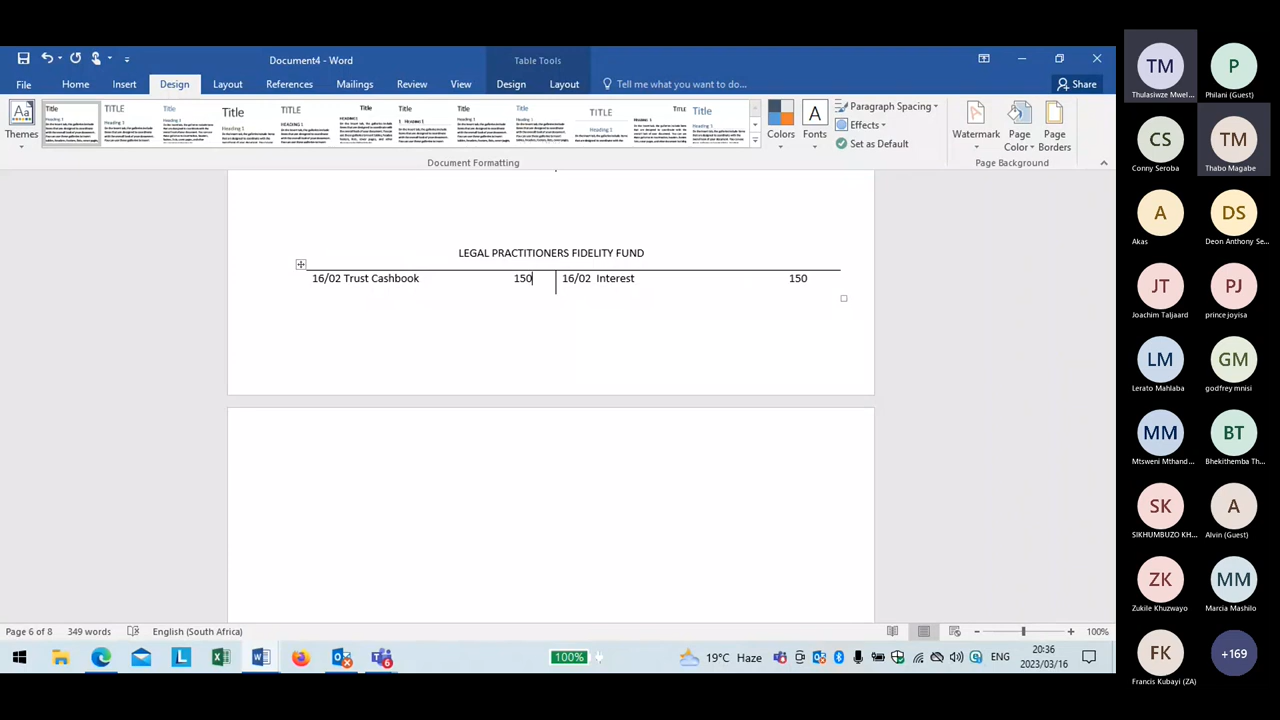 Document4 - Word
Table Tools
File
Home
Insert
Design
Layout
References
Mailings
Review
View
Design
Layout
Tell me what you want to do...
Share
Themes
Colors
Fonts
Paragraph Spacing
Effects
Set as Default
Watermark
Page Color
Page Borders
Document Formatting
Page Background
LEGAL PRACTITIONERS FIDELITY FUND
16/02 Trust Cashbook 150 16/02 Interest 150
Page 6 of 8
349 words
English (South Africa)
100%
100%
19°C Haze
ENG
20:36
2023/03/16
TM
Thulasizwe Mwel...
P
Philani (Guest)
CS
Conny Seroba
TM
Thabo Magabe
A
Akas
DS
Deon Anthony Se...
JT
Joachim Taljaard
PJ
prince joyisa
LM
Lerato Mahlaba
GM
godfrey mnisi
MM
Mtsweni Mthand...
BT
Bhekithemba Th...
SK
SIKHUMBUZO KH...
A
Alvin (Guest)
ZK
Zukile Khuzwayo
MM
Marcia Mashilo
FK
Francis Kubayi (ZA)
+169